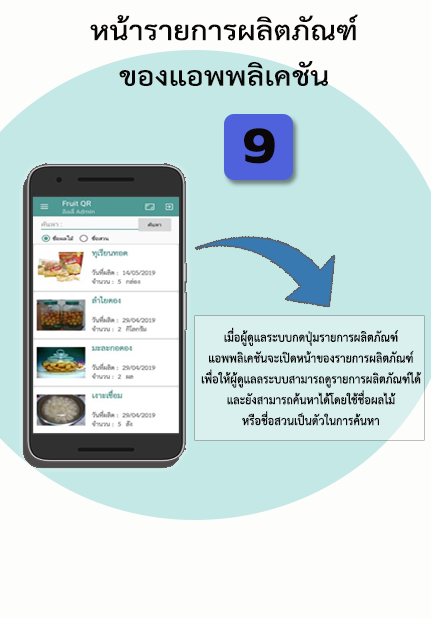 หน้ารายการผลิตภัณฑ์
ของแอพพลิเคชัน
9
Fruit QR
Admin
ค้นหา :
ค้นหา
ชื่อผลไม้
ชื่อสวน
ทุเรียนทอด
วันที่ผลิต : 14/05/2019
จำนวน : 5 กล่อง
ลำไยดอง
วันที่ผลิต : 29/04/2019
จำนวน : 2 กิโลกรัม
มะละกอดอง
วันที่ผลิต : 29/04/2019
จำนวน : 2 ผล
เงาะเชื่อม
วันที่ผลิต : 29/04/2019
จำนวน : 5 ลัง
เมื่อผู้ดูแลระบบกดปุ่มรายการผลิตภัณฑ์
แอพพลิเคชันจะเปิดหน้าของรายการผลิตภัณฑ์
เพื่อให้ผู้ดูแลลระบบสามารถดูรายการผลิตภัณฑ์ได้
และยังสามารถค้นหาได้โดยใช้ชื่อผลไม้
หรือชื่อสวนเป็นตัวในการค้นหา